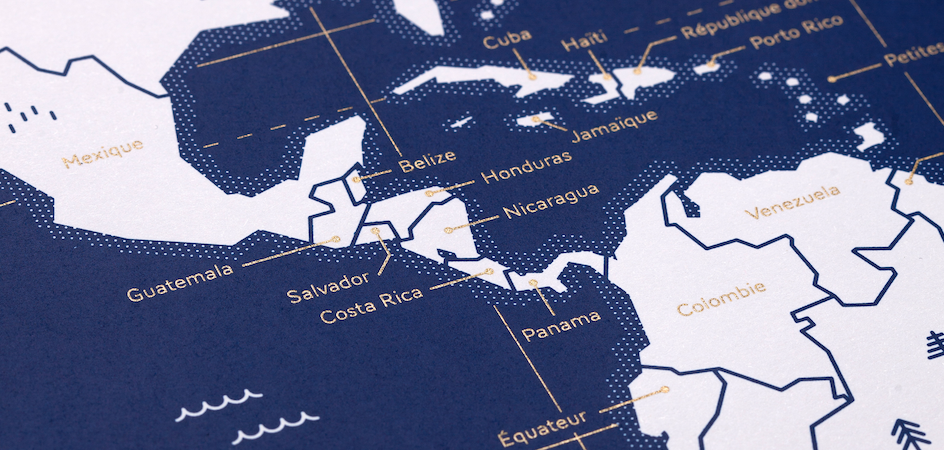 Cuba
Haïti
République dom
Porto Rico
Petites
Jamaïque
Mexique
Belize
Honduras
Nicaragua
Venezuela
Guatemala
Salvador
Costa Rica
Panama
Colombie
Équateur